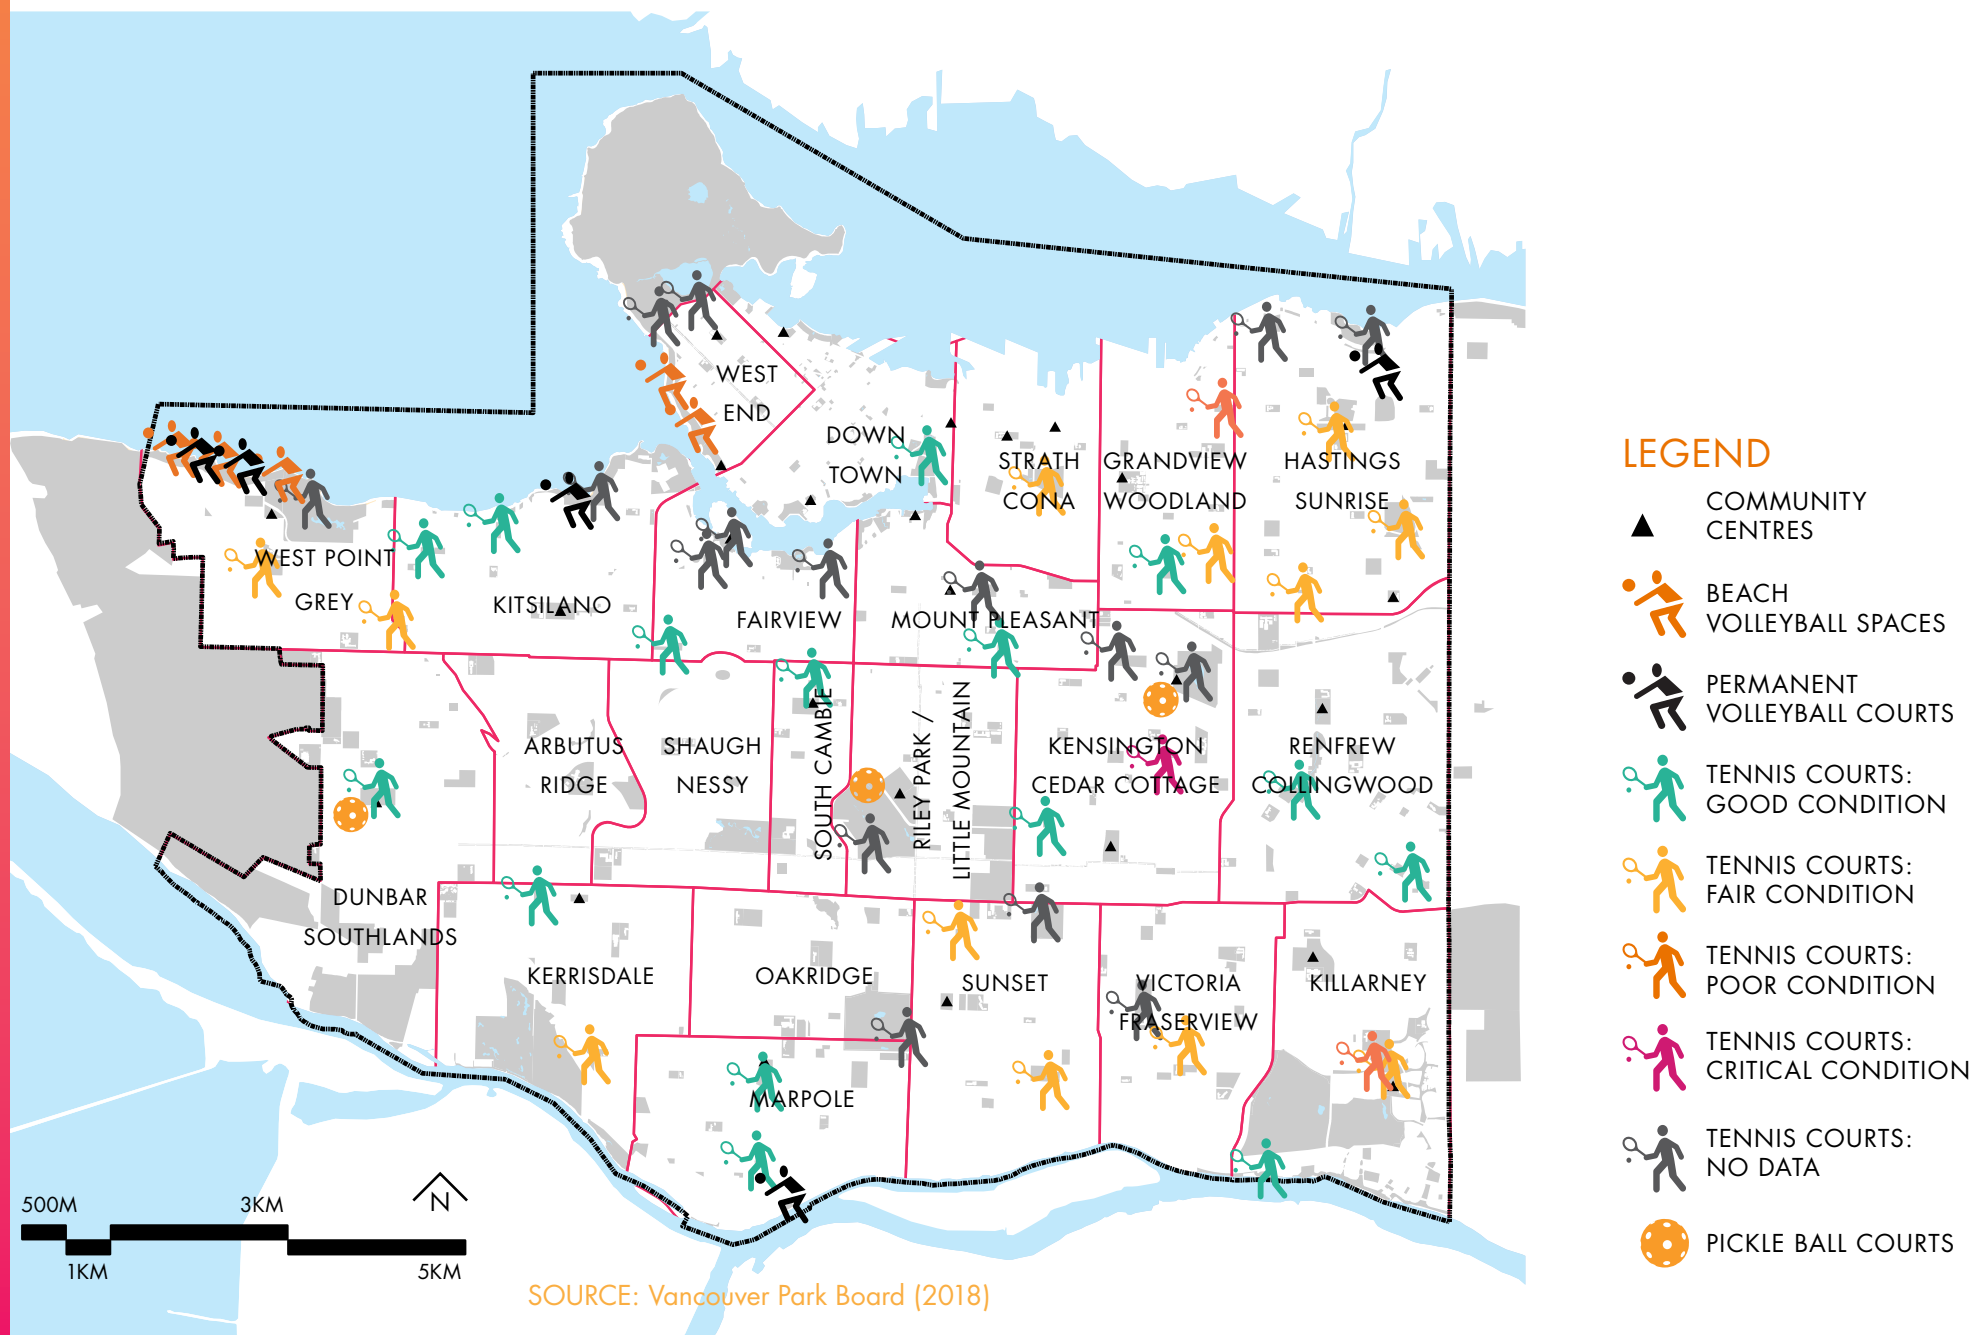 WEST
END
DOWN
TOWN
STRATH
CONA
GRANDVIEW
WOODLAND
HASTINGS
SUNRISE
WEST POINT
GREY
KITSILANO
FAIRVIEW
MOUNT PLEASANT
ARBUTUS
RIDGE
SHAUGH
NESSY
SOUTH CAMBIE
RILEY PARK /
LITTLE MOUNTAIN
KENSINGTON
CEDAR COTTAGE
RENFREW
COLLINGWOOD
DUNBAR
SOUTHLANDS
KERRISDALE
OAKRIDGE
SUNSET
VICTORIA
FRASERVIEW
KILLARNEY
MARPOLE
500M
3KM
1KM
5KM
N
SOURCE: Vancouver Park Board (2018)
LEGEND
COMMUNITY
CENTRES
BEACH
VOLLEYBALL SPACES
PERMANENT
VOLLEYBALL COURTS
TENNIS COURTS:
GOOD CONDITION
TENNIS COURTS:
FAIR CONDITION
TENNIS COURTS:
POOR CONDITION
TENNIS COURTS:
CRITICAL CONDITION
TENNIS COURTS:
NO DATA
PICKLE BALL COURTS